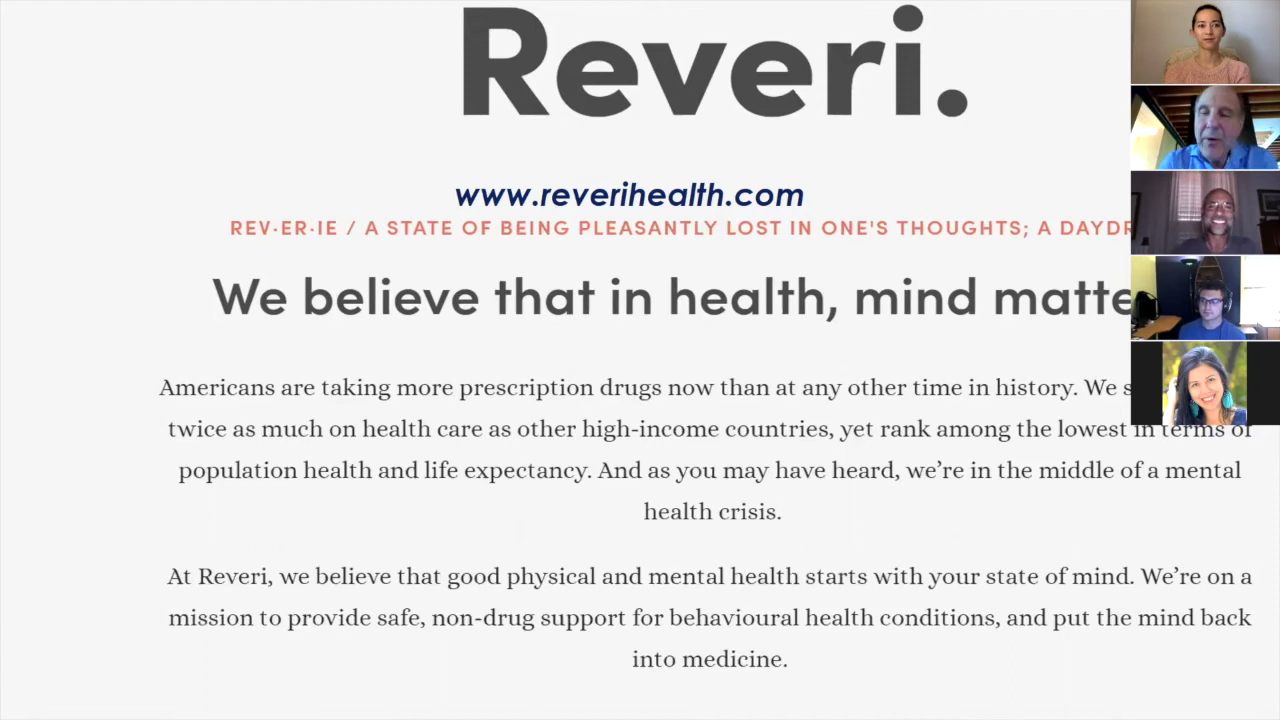 Reveri.
www.reverihealth.com
REV·ER·IE / A STATE OF BEING PLEASANTLY LOST IN ONE'S THOUGHTS; A
We believe that in health, mind
Americans are taking more prescription drugs now than at any other time in history. We
twice as much on health care as other high-income countries, yet rank among the lowest in terms of
population health and life expectancy. And as you may have heard, we’re in the middle of a mental
health crisis.
At Reveri, we believe that good physical and mental health starts with your state of mind. We’re on a
mission to provide safe, non-drug support for behavioural health conditions, and put the mind back
into medicine.